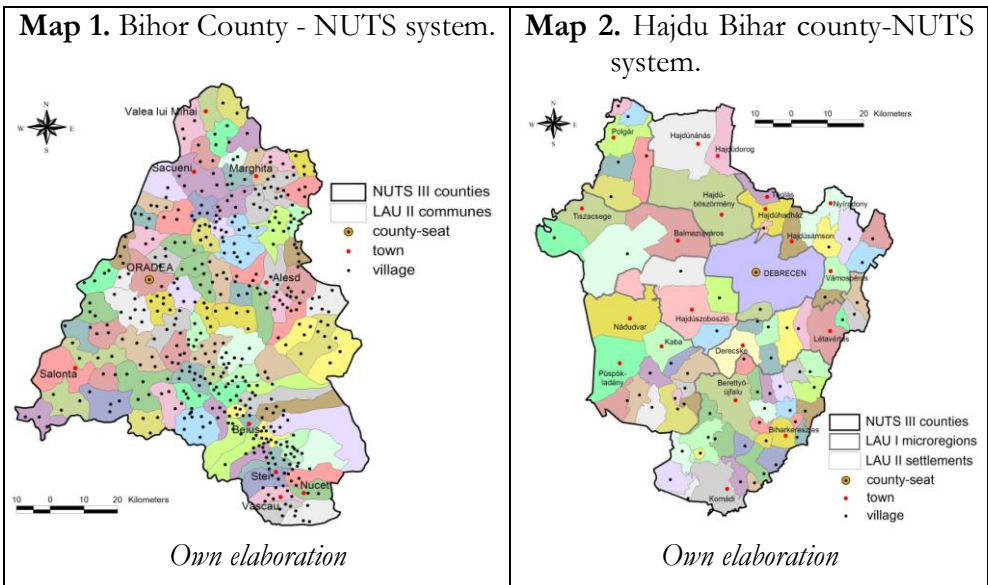 Map 1. Bihor County - NUTS system.
N
W E
S
Valea lui Mihai
Sacueni
Marghita
NUTS III counties
LAU II communes
county-seat
town
village
ORADEA
Alesd
Salonta
Beius
Stei
Nucet
Vascau
10 0 10 20 Kilometers
Own elaboration
Map 2. Hajdu Bihar county-NUTS
system.
10 0 10 20 Kilometers
N
W E
S
Polgár
Hajdúnánás
Hajdúdorog
Téglás
Nyíradony
Hajdú-
böszörmény
Hajdúhadház
Tiszacsege
Balmazújváros
Hajdúsámson
DEBRECEN
Vámospércs
Nádudvar
Hajdúszoboszló
Létavértes
Kaba
Derecske
Püspök-
ladány
Berettyó-
újfalu
Biharkeresztes
Komádi
NUTS III counties
LAU I microregions
LAU II settlements
county-seat
town
village
Own elaboration